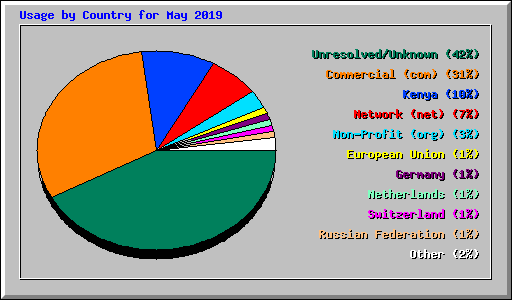 Usage by Country for May 2019
Unresolved/Unknown (42%)
Commercial (com) (31%)
Kenya (10%)
Network (net) (7%)
Non-Profit (org) (3%)
European Union (1%)
Germany (1%)
Netherlands (1%)
Switzerland (1%)
Russian Federation (1%)
Other (2%)